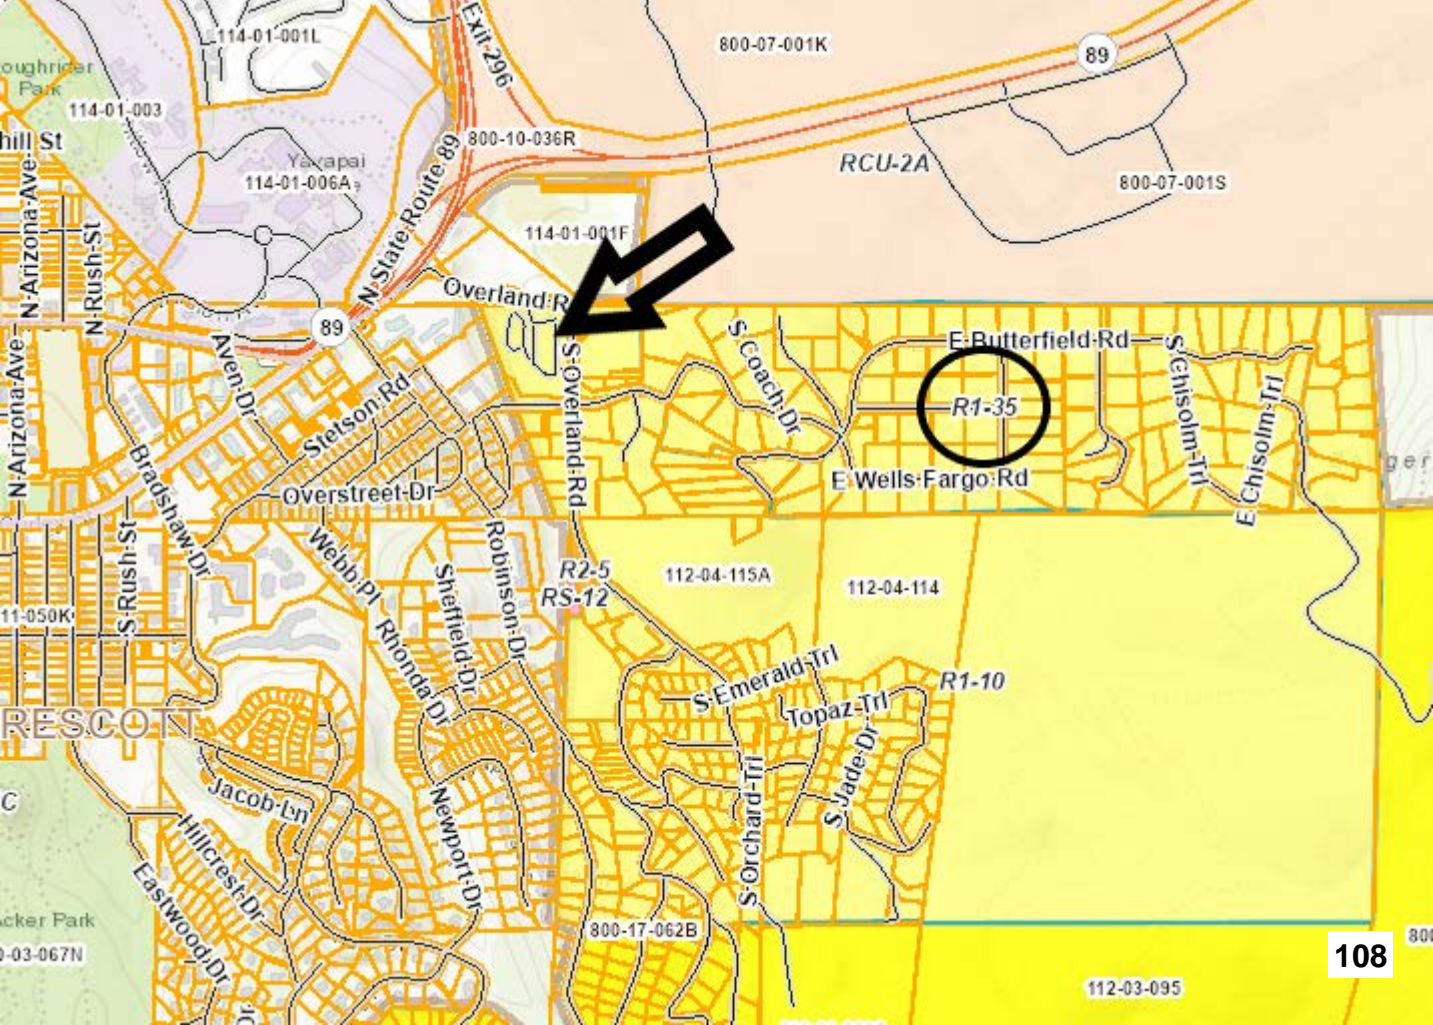 114-01-001L
Exit 296
800-07-001K
89
oughrider
Park
114-01-003
hill St
800-10-036R
Yavapai
114-01-006A
RCU-2A
800-07-001S
N Arizona Ave
N Rush St
N State Route 89
114-01-001F
Overland R
89
Aven Dr
S Overland Rd
S Coach Dr
E Butterfield Rd
S Chisolm Trl
E Chisolm Trl
R1-35
Stetson Rd
N Arizona Ave
Bradshaw Dr
Overstreet Dr
E Wells Fargo Rd
ger
S Rush St
Webb Pl
Sheffield Dr
Robinson Dr
R2-5
RS-12
112-04-115A
112-04-114
11-050K
Rhonda Dr
S Emerald Trl
R1-10
Topaz Trl
RESCOTT
S Jade Dr
S Orchard Trl
C
Jacob Ln
Newport Dr
Hillcrest Dr
Eastwood Dr
cker Park
0-03-067N
800-17-062B
800
108
112-03-095
Dr